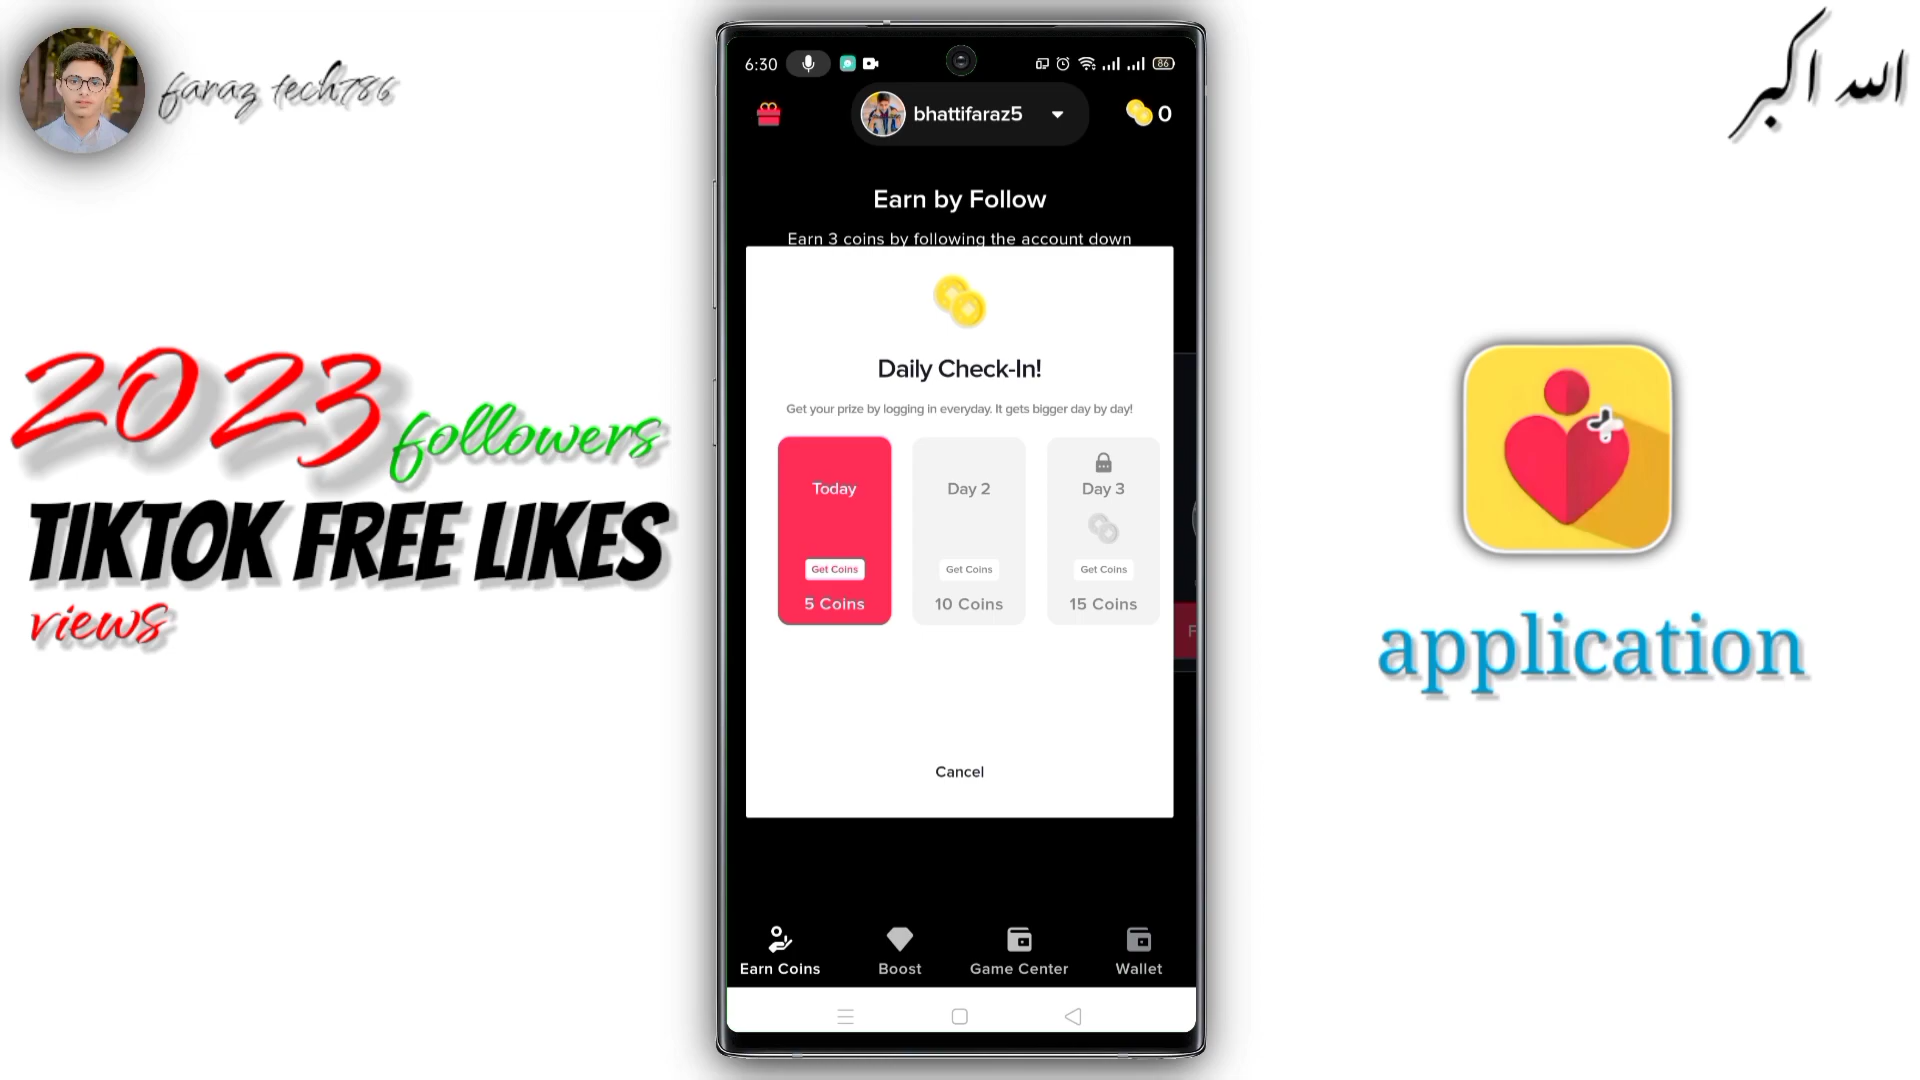 faraz tech786
الله اكبر
6:30
86
bhattifaraz5
0
Earn by Follow
Earn 3 coins by following the account down
Daily Check-In!
Get your prize by logging in everyday. It gets bigger day by day!
Today
Get Coins
5 Coins
Day 2
Get Coins
10 Coins
Day 3
Get Coins
15 Coins
F
Cancel
Earn Coins
Boost
Game Center
Wallet
2023 followers
TIKTOK FREE LIKES
views
application